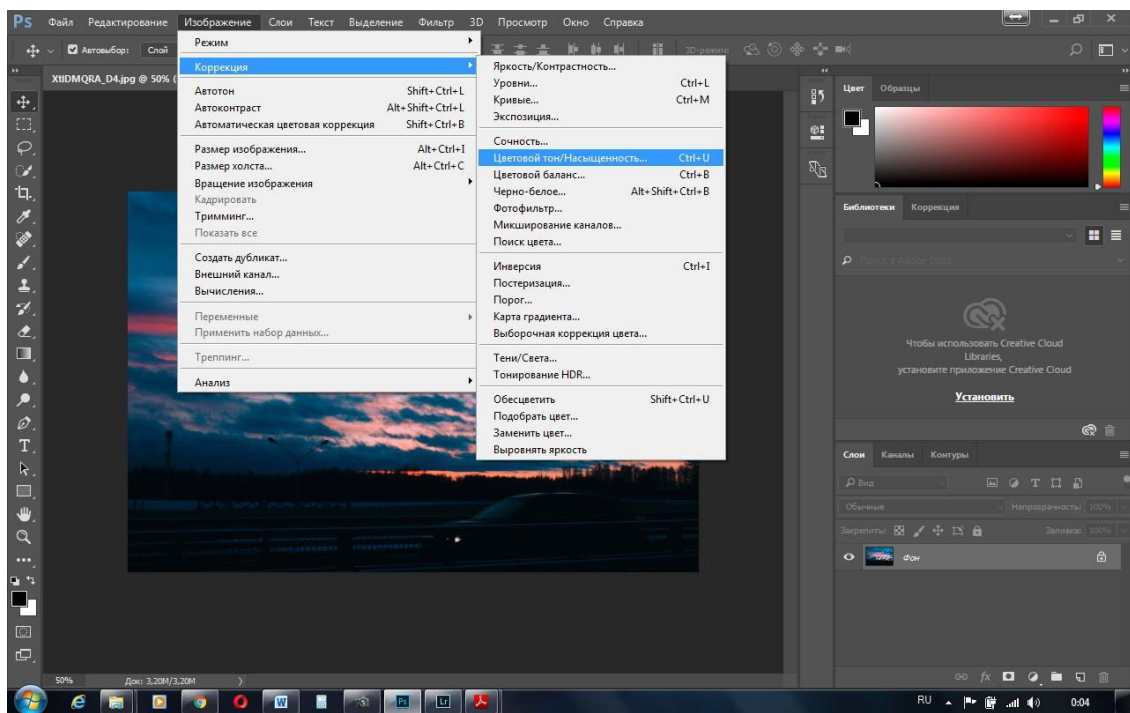 Ps Файл Редактирование Изображение Слои Текст Выделение Фильтр 3D Просмотр Окно Справка
Автовыбор: Слой
3D-режим:
XtIDMQRA_D4.jpg @ 50% (
Режим
Коррекция
Автотон Shift+Ctrl+L
Автоконтраст Alt+Shift+Ctrl+L
Автоматическая цветовая коррекция Shift+Ctrl+B
Размер изображения... Alt+Ctrl+I
Размер холста... Alt+Ctrl+C
Вращение изображения
Кадрировать
Тримминг...
Показать все
Создать дубликат...
Внешний канал...
Вычисления...
Переменные
Применить набор данных...
Треппинг...
Анализ
Яркость/Контрастность...
Уровни... Ctrl+L
Кривые... Ctrl+M
Экспозиция...
Сочность...
Цветовой тон/Насыщенность... Ctrl+U
Цветовой баланс... Ctrl+B
Черно-белое... Alt+Shift+Ctrl+B
Фотофильтр...
Микширование каналов...
Поиск цвета...
Инверсия Ctrl+I
Постеризация...
Порог...
Карта градиента...
Выборочная коррекция цвета...
Тени/Света...
Тонирование HDR...
Обесцветить Shift+Ctrl+U
Подобрать цвет...
Заменить цвет...
Выровнять яркость
Цвет Образцы
Библиотеки Коррекция
Поиск в Adobe Stock
Чтобы использовать Creative Cloud
Libraries,
установите приложение Creative Cloud
Установить
Слои Каналы Контуры
Вид
Обычные Непрозрачность: 100%
Закрепить: Заливка: 100%
Фон
50% Док: 3,20M/3,20M
fx
Ps Lr
RU 0:04